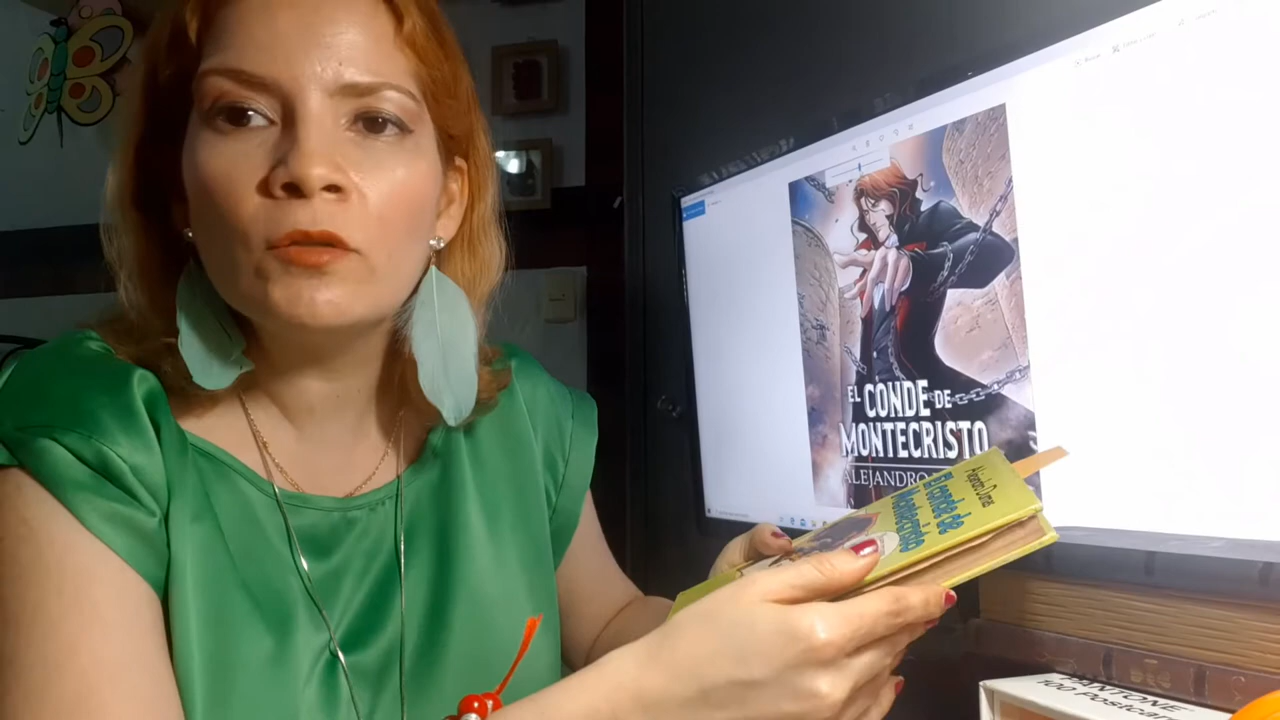 EL CONDE DE
MONTECRISTO
ALEJANDRO
Alejandro Dumas
El conde de
Montecristo
PANTONE
100 Postcards